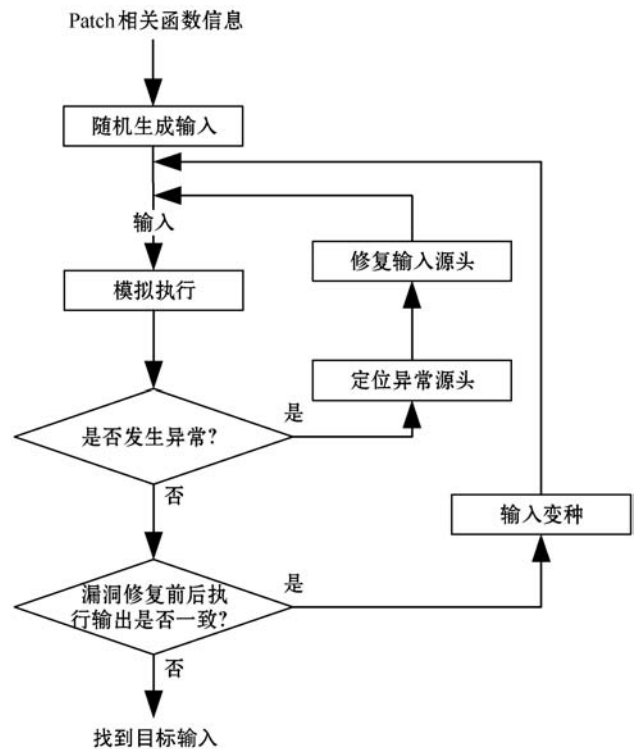 Patch相关函数信息
随机生成输入
输入
修复输入源头
模拟执行
定位异常源头
是
是否发生异常?
否
输入变种
是
漏洞修复前后执
行输出是否一致?
否
找到目标输入